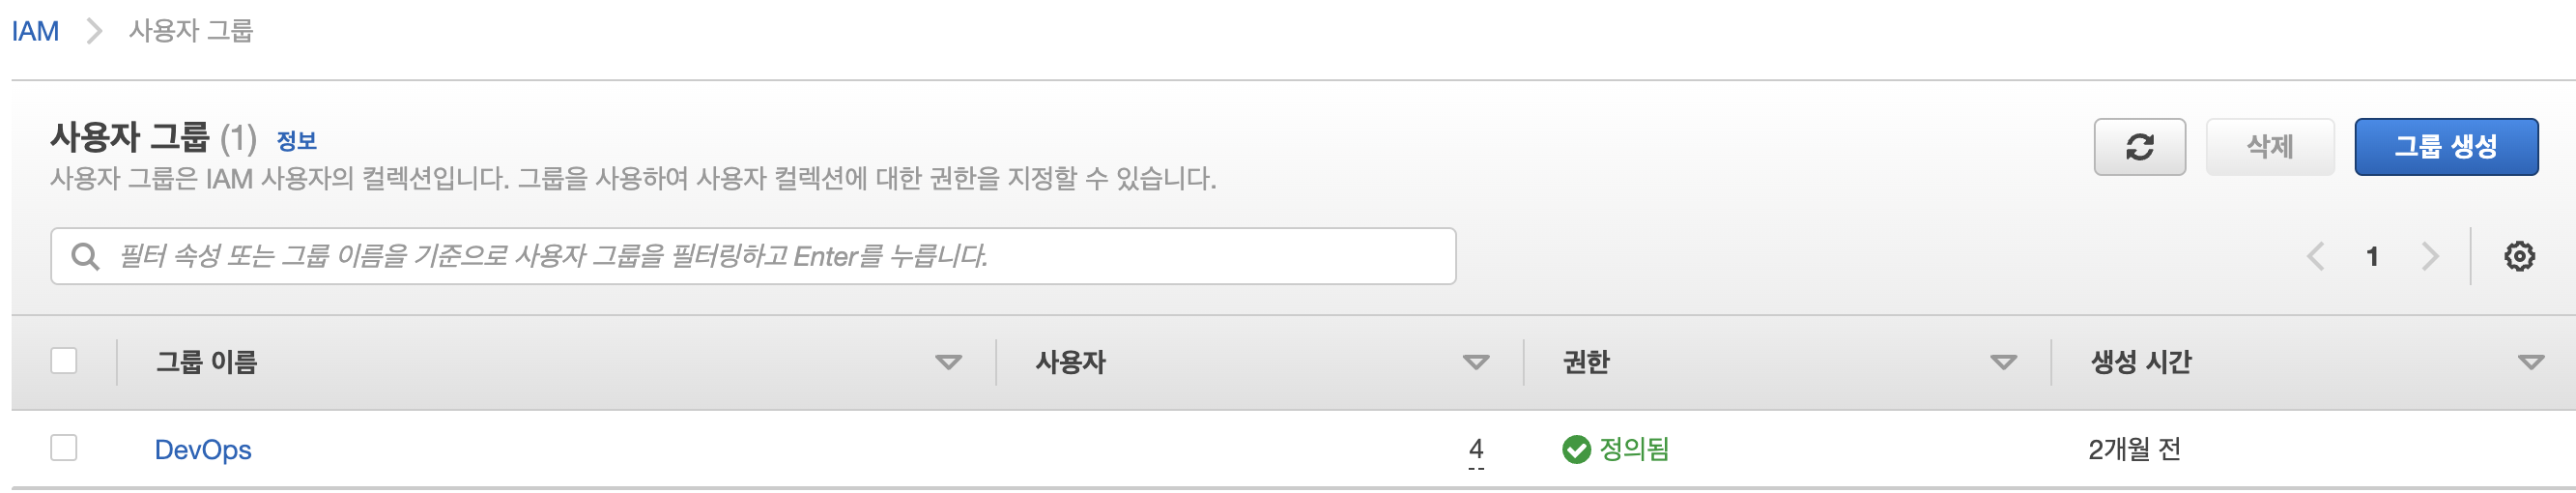 IAM 사용자 그룹
사용자 그룹 (1) 정보
삭제 그룹 생성
사용자 그룹은 IAM 사용자의 컬렉션입니다. 그룹을 사용하여 사용자 컬렉션에 대한 권한을 지정할 수 있습니다.
필터 속성 또는 그룹 이름을 기준으로 사용자 그룹을 필터링하고 Enter를 누릅니다.
1
그룹 이름 사용자 권한 생성 시간
DevOps 4 정의됨 2개월 전